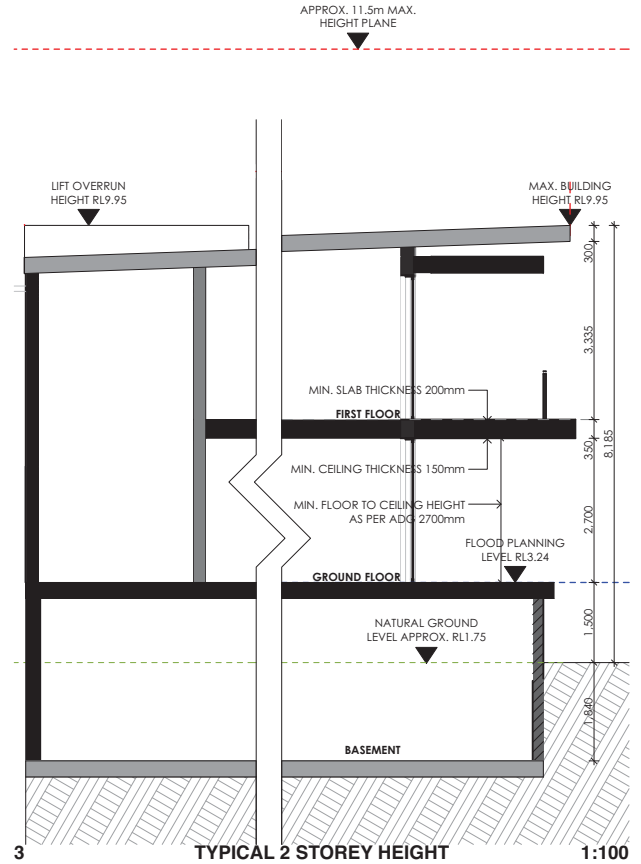 APPROX. 11.5m MAX.
HEIGHT PLANE
LIFT OVERRUN
HEIGHT RL9.95
MAX. BUILDING
HEIGHT RL9.95
300
3,335
MIN. SLAB THICKNESS 200mm
FIRST FLOOR
350
8,185
MIN. CEILING THICKNESS 150mm
MIN. FLOOR TO CEILING HEIGHT
AS PER ADG 2700mm
2,700
FLOOD PLANNING
LEVEL RL3.24
GROUND FLOOR
1,500
NATURAL GROUND
LEVEL APPROX. RL1.75
1,840
BASEMENT
3 TYPICAL 2 STOREY HEIGHT 1:100